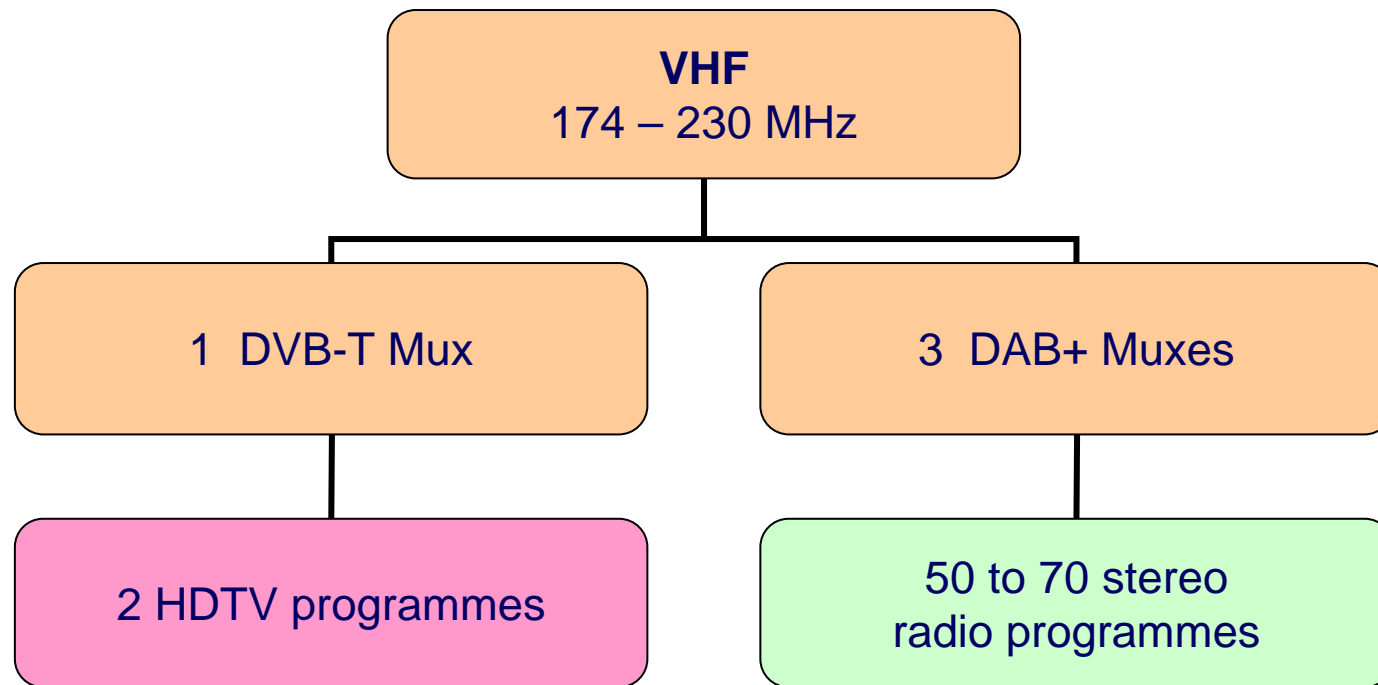 VHF
174 – 230 MHz
1 DVB-T Mux
3 DAB+ Muxes
2 HDTV programmes
50 to 70 stereo
radio programmes